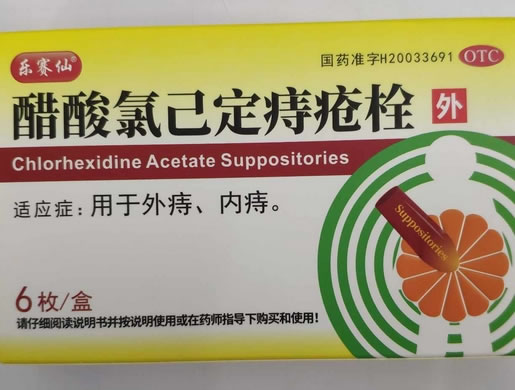 乐赛仙®
国药准字H20033691 OTC
醋酸氯己定痔疮栓 外
Chlorhexidine Acetate Suppositories
适应症:用于外痔、内痔。
Suppositories
6枚/盒
请仔细阅读说明书并按说明使用或在药师指导下购买和使用!